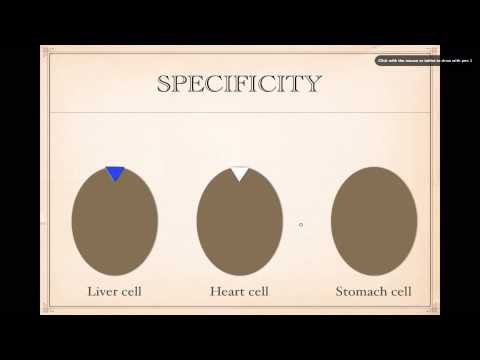 Click with the mouse or tablet to draw with pen 1
SPECIFICITY
Liver cell
Heart cell
Stomach cell